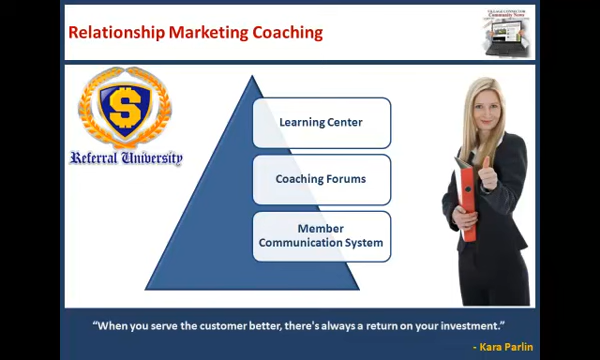 Relationship Marketing Coaching
Community News
Referral University
Learning Center
Coaching Forums
Member
Communication System
“When you serve the customer better, there's always a return on your investment.”
- Kara Parlin